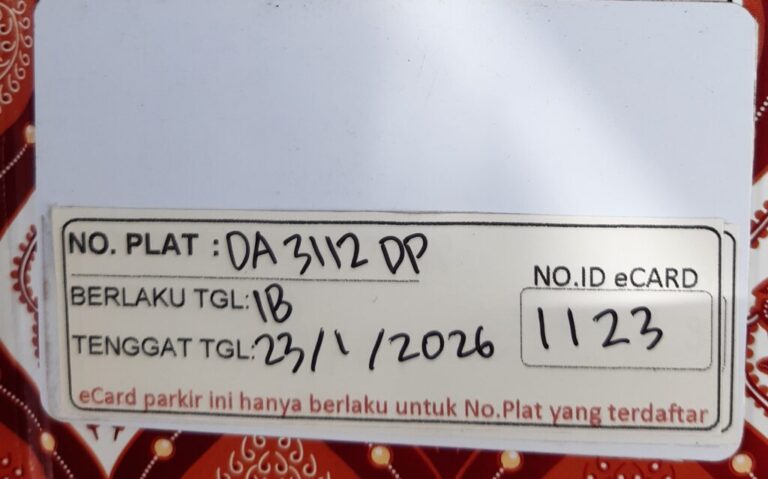 NO. PLAT : DA 3112 DP
BERLAKU TGL: 1B
TENGGAT TGL: 23/1/2026
NO.ID eCARD
1123
eCard parkir ini hanya berlaku untuk No.Plat yang terdaftar